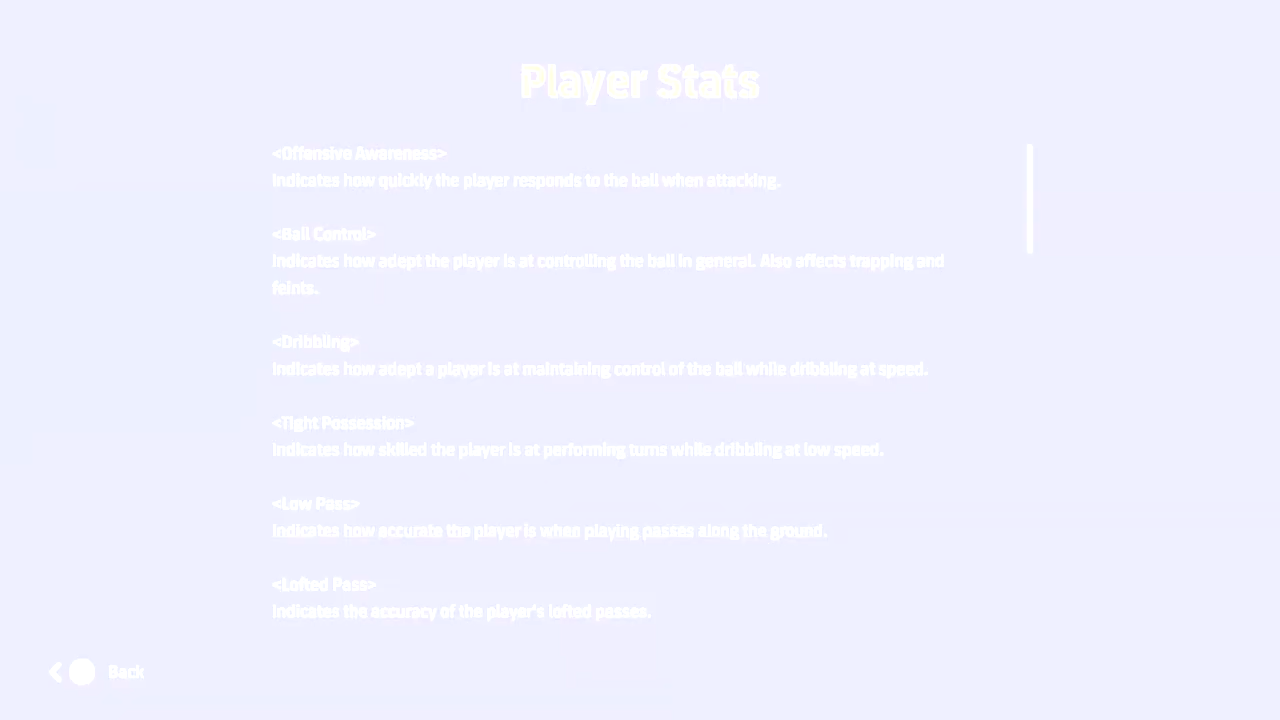 Player Stats
<Offensive Awareness>
Indicates how quickly the player responds to the ball when attacking.
<Ball Control>
Indicates how adept the player is at controlling the ball in general. Also affects trapping and
feints.
<Dribbling>
Indicates how adept a player is at maintaining control of the ball while dribbling at speed.
<Tight Possession>
Indicates how skilled the player is at performing turns while dribbling at low speed.
<Low Pass>
Indicates how accurate the player is when playing passes along the ground.
<Lofted Pass>
Indicates the accuracy of the player's lofted passes.
Back